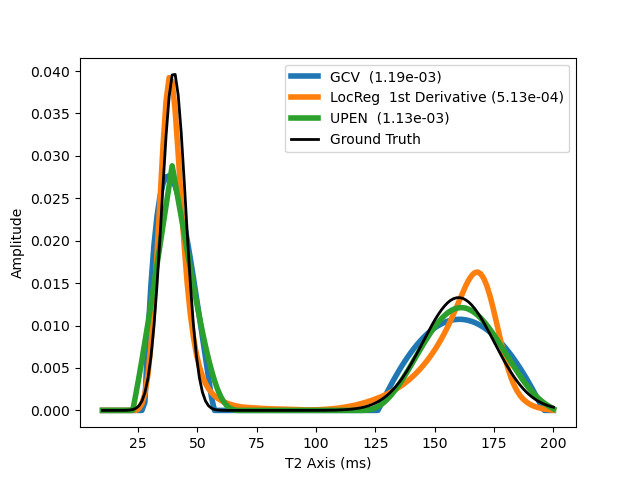 GCV  (1.19e-03)
LocReg  1st Derivative (5.13e-04)
UPEN  (1.13e-03)
Ground Truth
Amplitude
0.040
0.035
0.030
0.025
0.020
0.015
0.010
0.005
0.000
25 50 75 100 125 150 175 200
T2 Axis (ms)